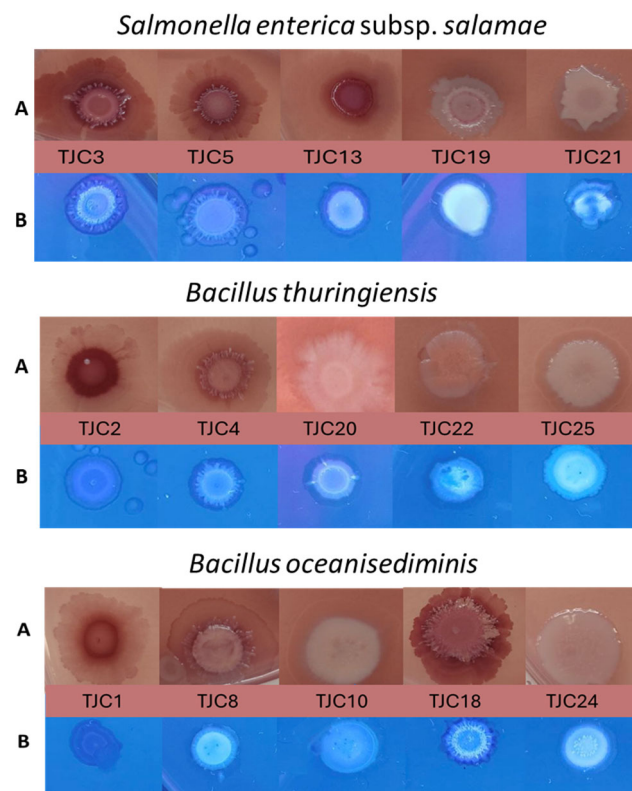 Salmonella enterica subsp. salamae
A
TJC3 TJC5 TJC13 TJC19 TJC21
B
Bacillus thuringiensis
A
TJC2 TJC4 TJC20 TJC22 TJC25
B
Bacillus oceanisediminis
A
TJC1 TJC8 TJC10 TJC18 TJC24
B